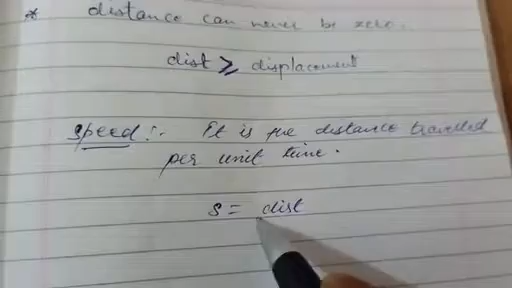 * distance can never be zero.
dist ⩾ displacement
Speed :- It is the distance travelled
per unit time.
s = dist